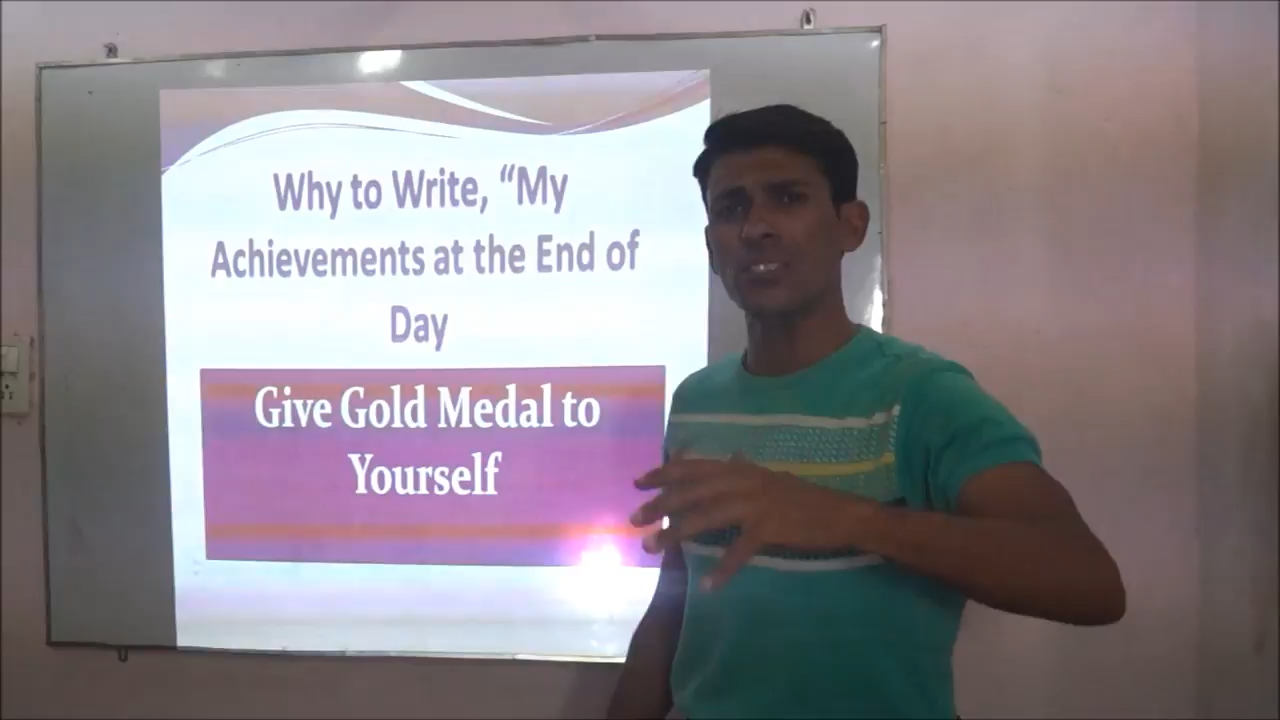 Why to Write, “My
Achievements at the End of
Day
Give Gold Medal to
Yourself